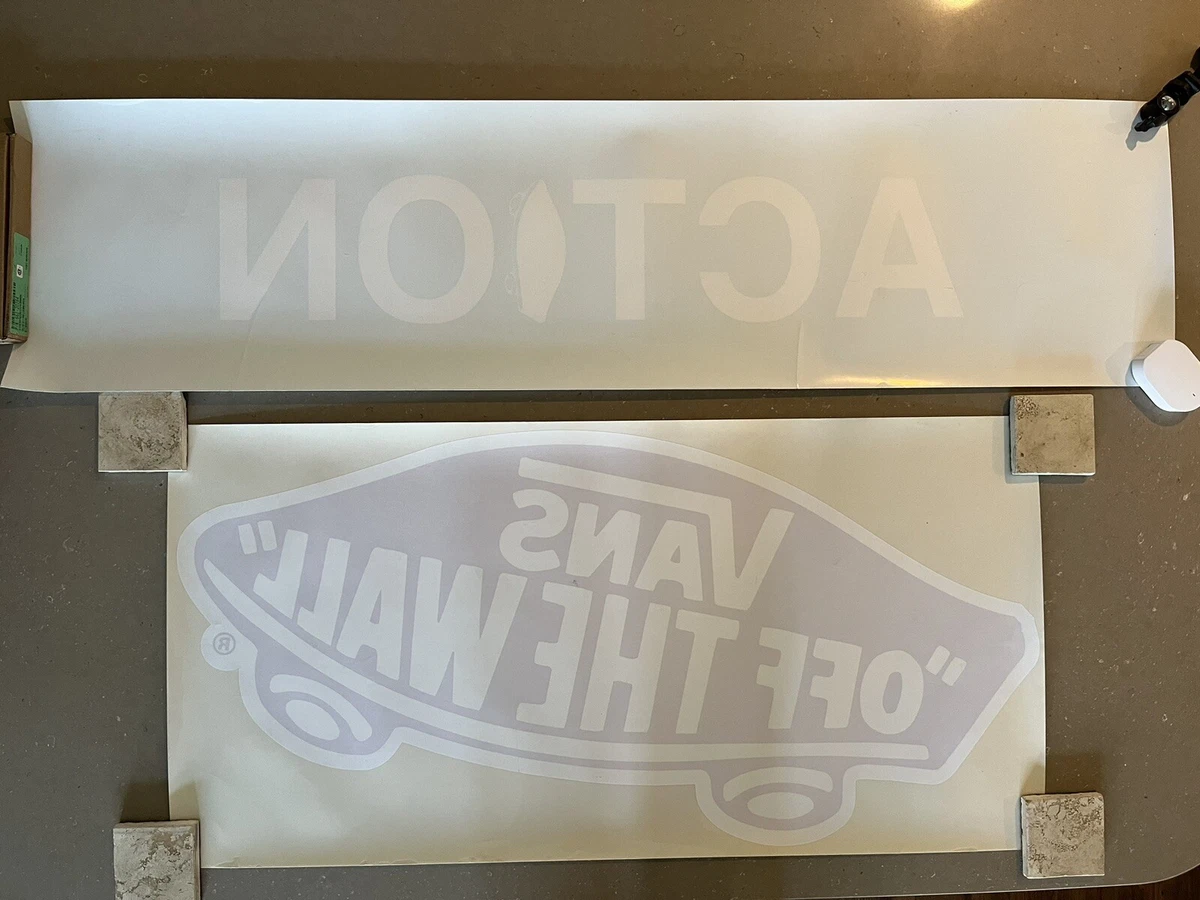 ACTION
VANS
"OFF THE WALL"
®